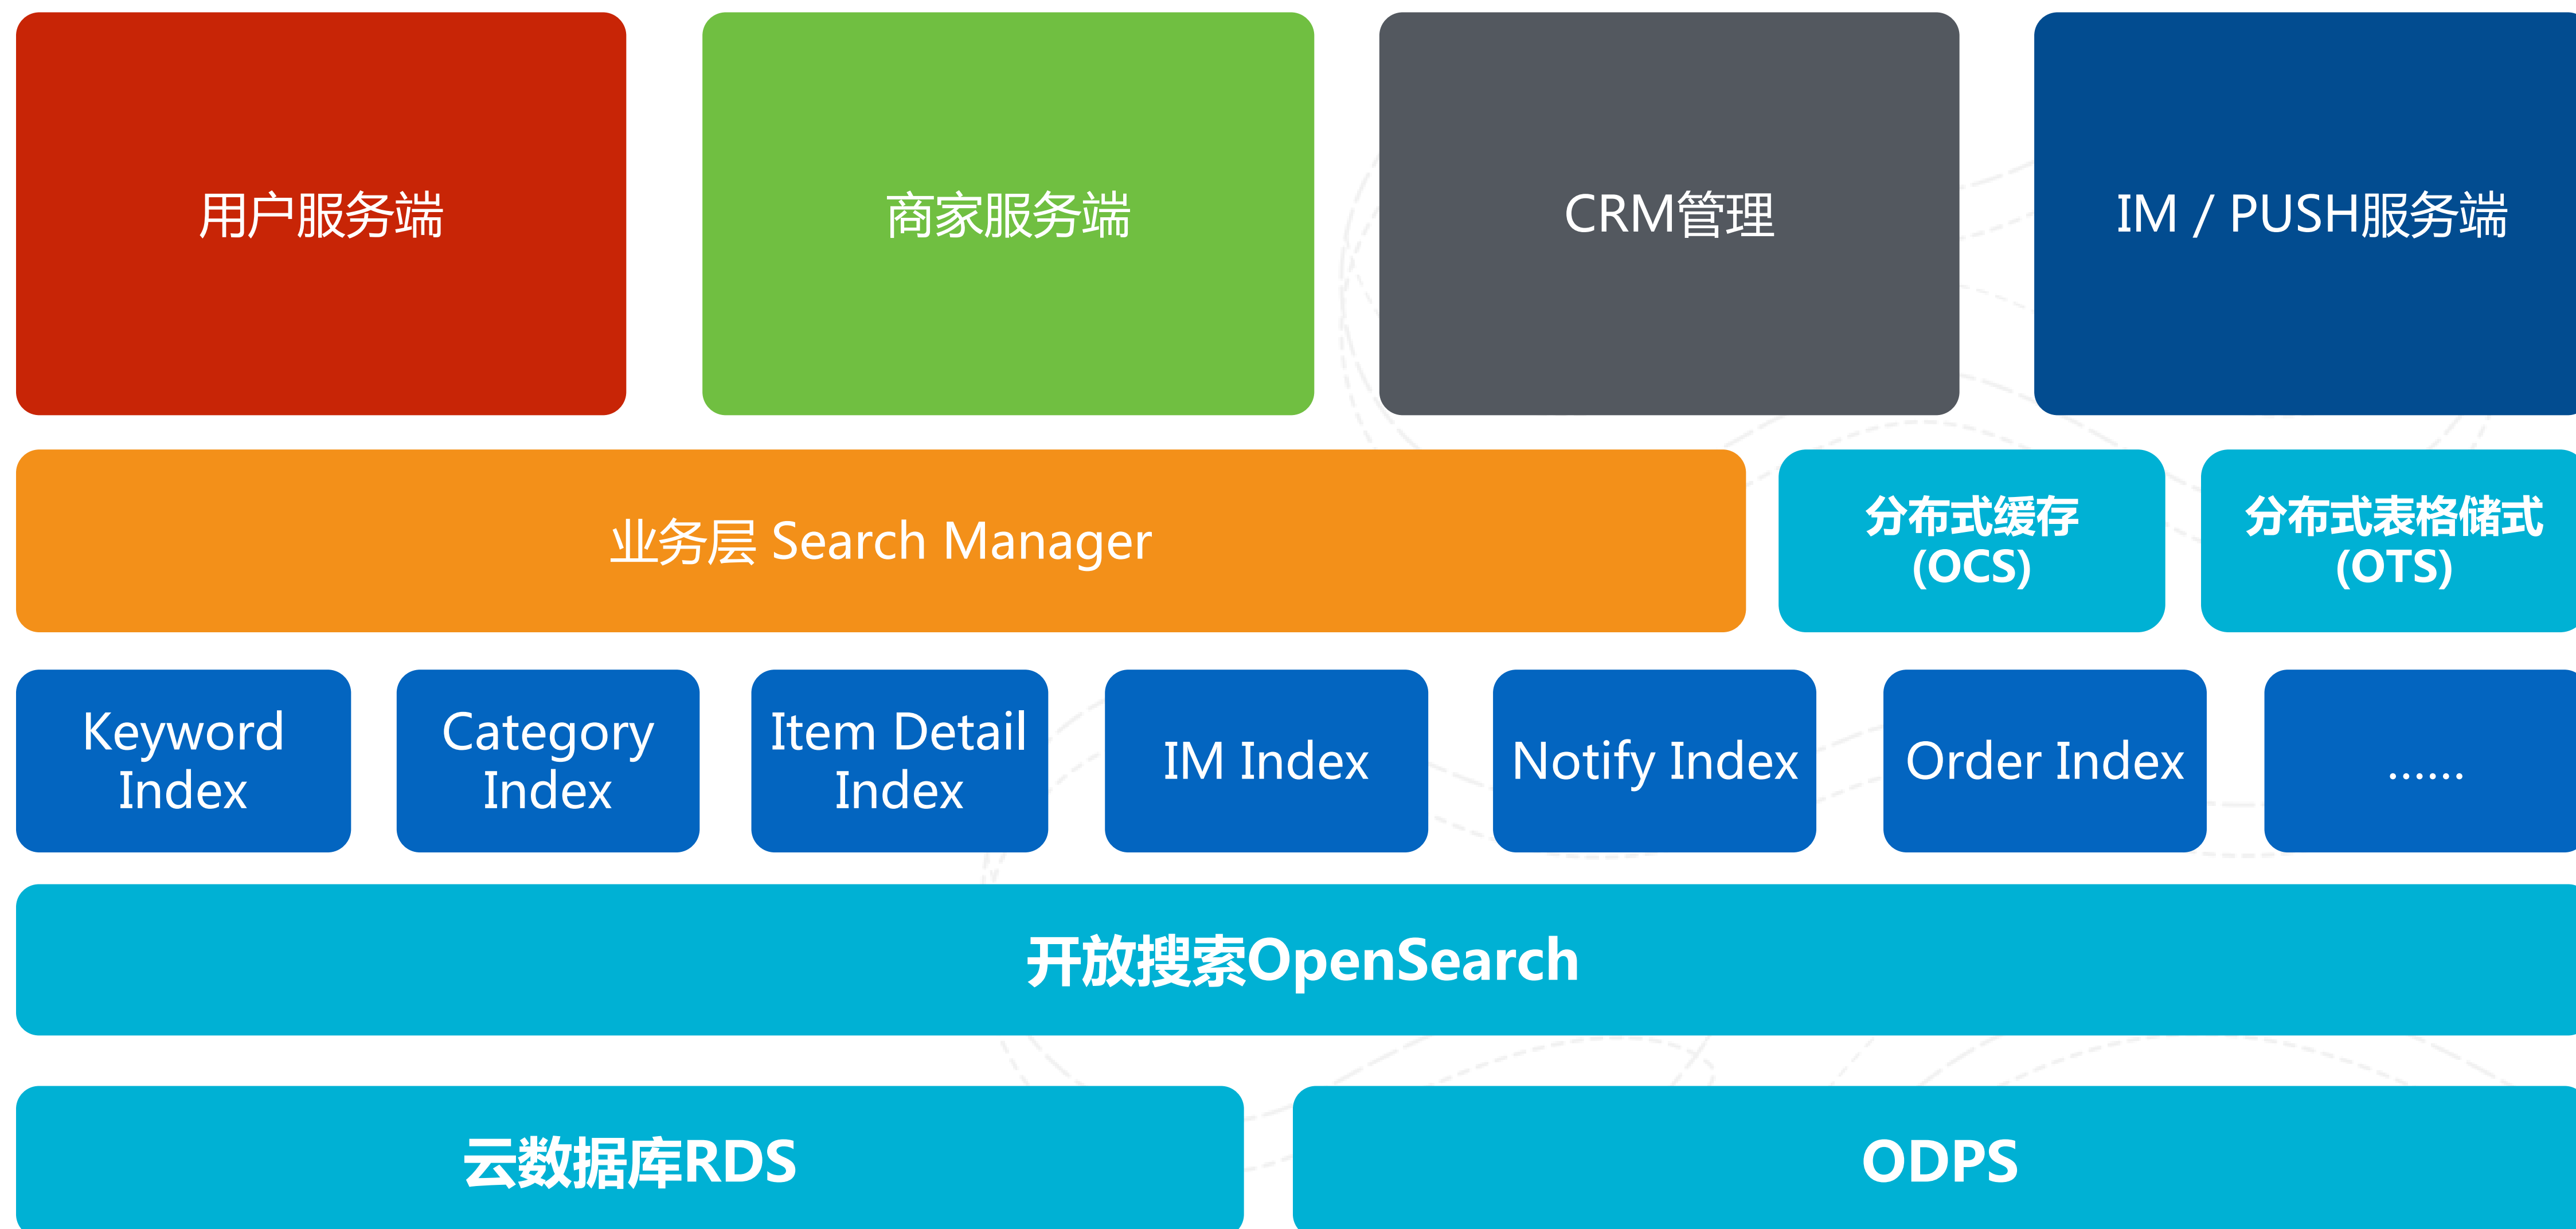 用户服务端
商家服务端
CRM管理
IM / PUSH服务端
业务层 Search Manager
分布式缓存
(OCS)
分布式表格储式
(OTS)
Keyword
Index
Category
Index
Item Detail
Index
IM Index
Notify Index
Order Index
......
开放搜索OpenSearch
云数据库RDS
ODPS